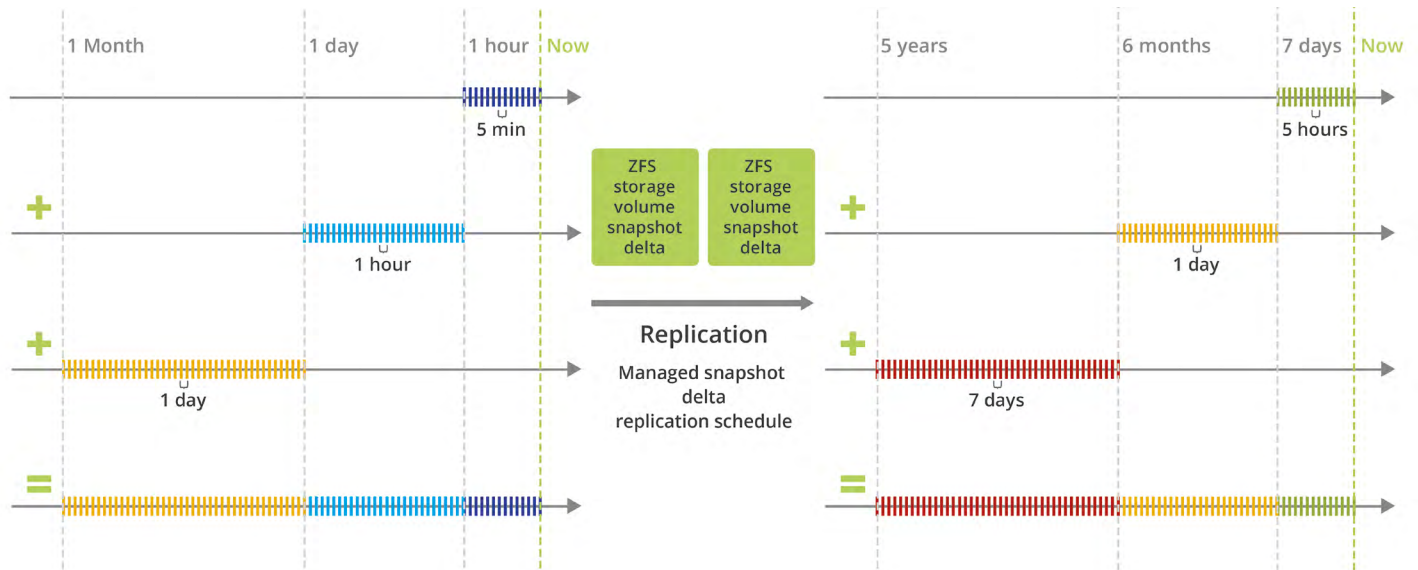 1 Month
1 day
1 hour
Now
5 min
+
1 hour
+
1 day
=
ZFS
storage
volume
snapshot
delta
ZFS
storage
volume
snapshot
delta
Replication
Managed snapshot
delta
replication schedule
5 years
6 months
7 days
Now
5 hours
+
1 day
+
7 days
=